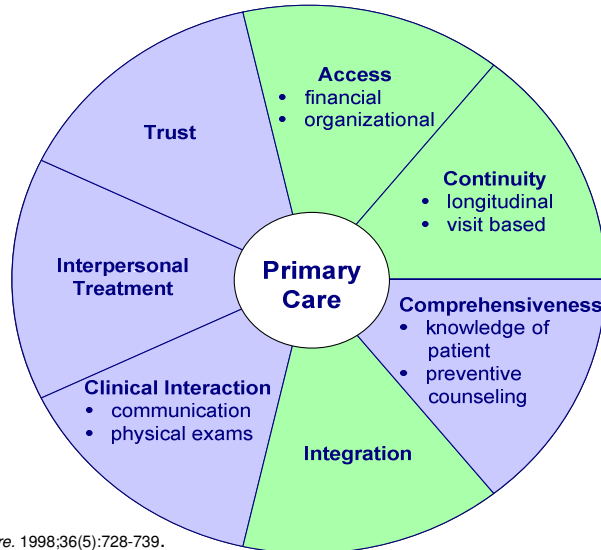 Access
• financial
• organizational
Trust
Continuity
• longitudinal
• visit based
Interpersonal
Treatment
Primary
Care
Comprehensiveness
• knowledge of
patient
• preventive
counseling
Clinical Interaction
• communication
• physical exams
Integration
re. 1998;36(5):728-739.